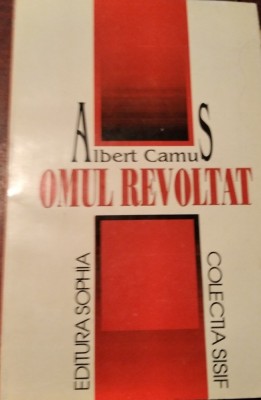 Albert CamuS
OMUL REVOLTAT
EDITURA SOPHIA
COLECTIA SISIF